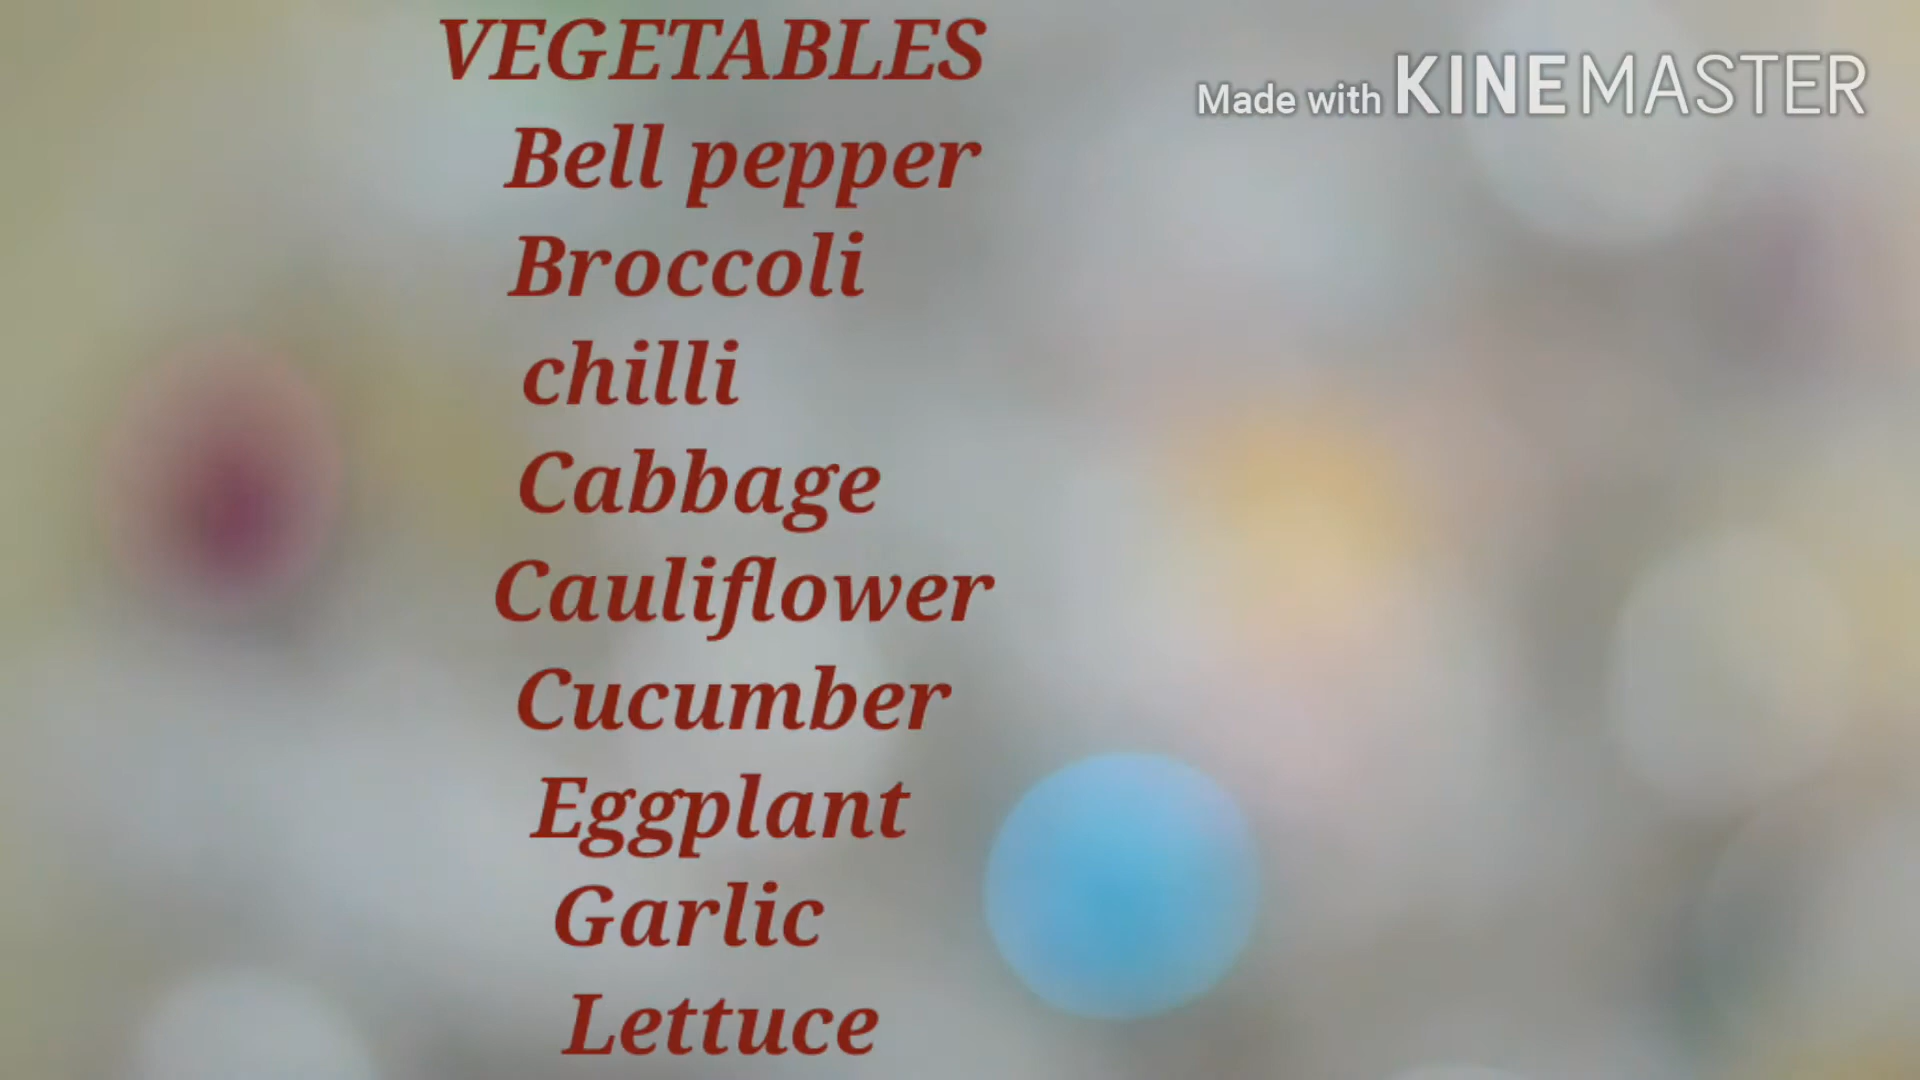 VEGETABLES
Made with KINEMASTER
Bell pepper
Broccoli
chilli
Cabbage
Cauliflower
Cucumber
Eggplant
Garlic
Lettuce